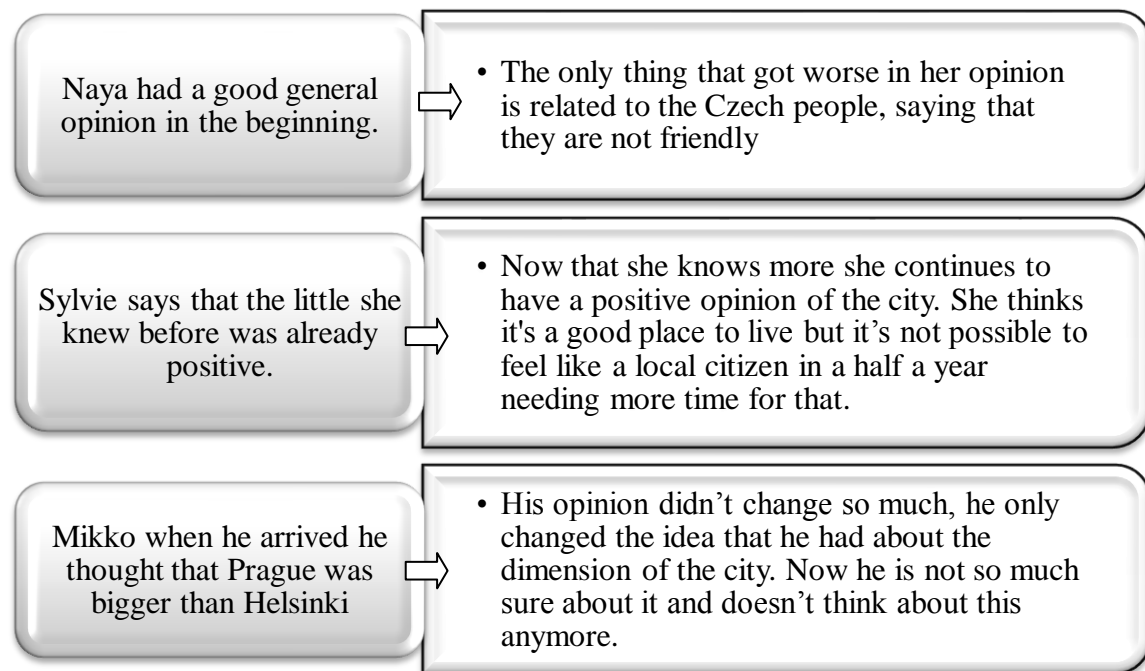 Naya had a good general
opinion in the beginning.
• The only thing that got worse in her opinion
is related to the Czech people, saying that
they are not friendly
Sylvie says that the little she
knew before was already
positive.
• Now that she knows more she continues to
have a positive opinion of the city. She thinks
it's a good place to live but it’s not possible to
feel like a local citizen in a half a year
needing more time for that.
Mikko when he arrived he
thought that Prague was
bigger than Helsinki
• His opinion didn’t change so much, he only
changed the idea that he had about the
dimension of the city. Now he is not so much
sure about it and doesn’t think about this
anymore.